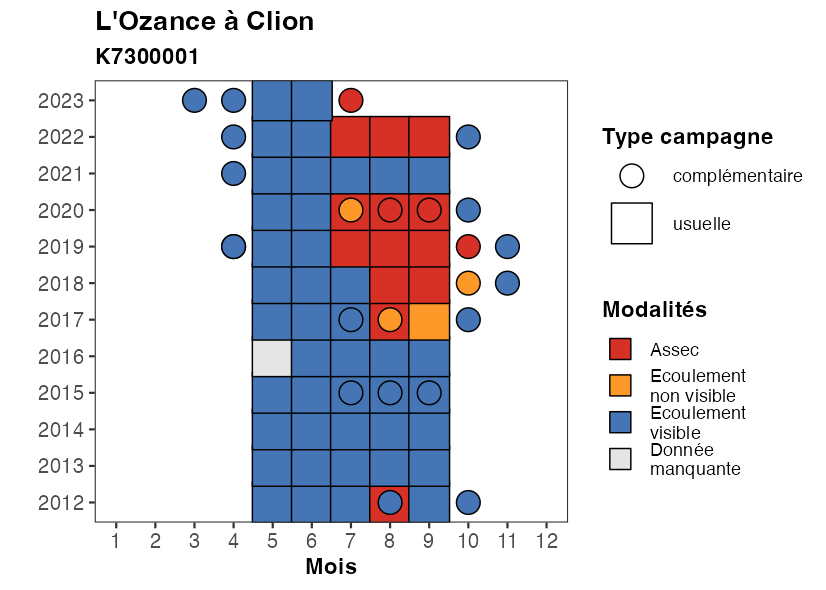 L'Ozance à Clion
K7300001
2023
2022
2021
2020
2019
2018
2017
2016
2015
2014
2013
2012
1 2 3 4 5 6 7 8 9 10 11 12
Mois
Type campagne
complémentaire
usuelle
Modalités
Assec
Ecoulement
non visible
Ecoulement
visible
Donnée
manquante